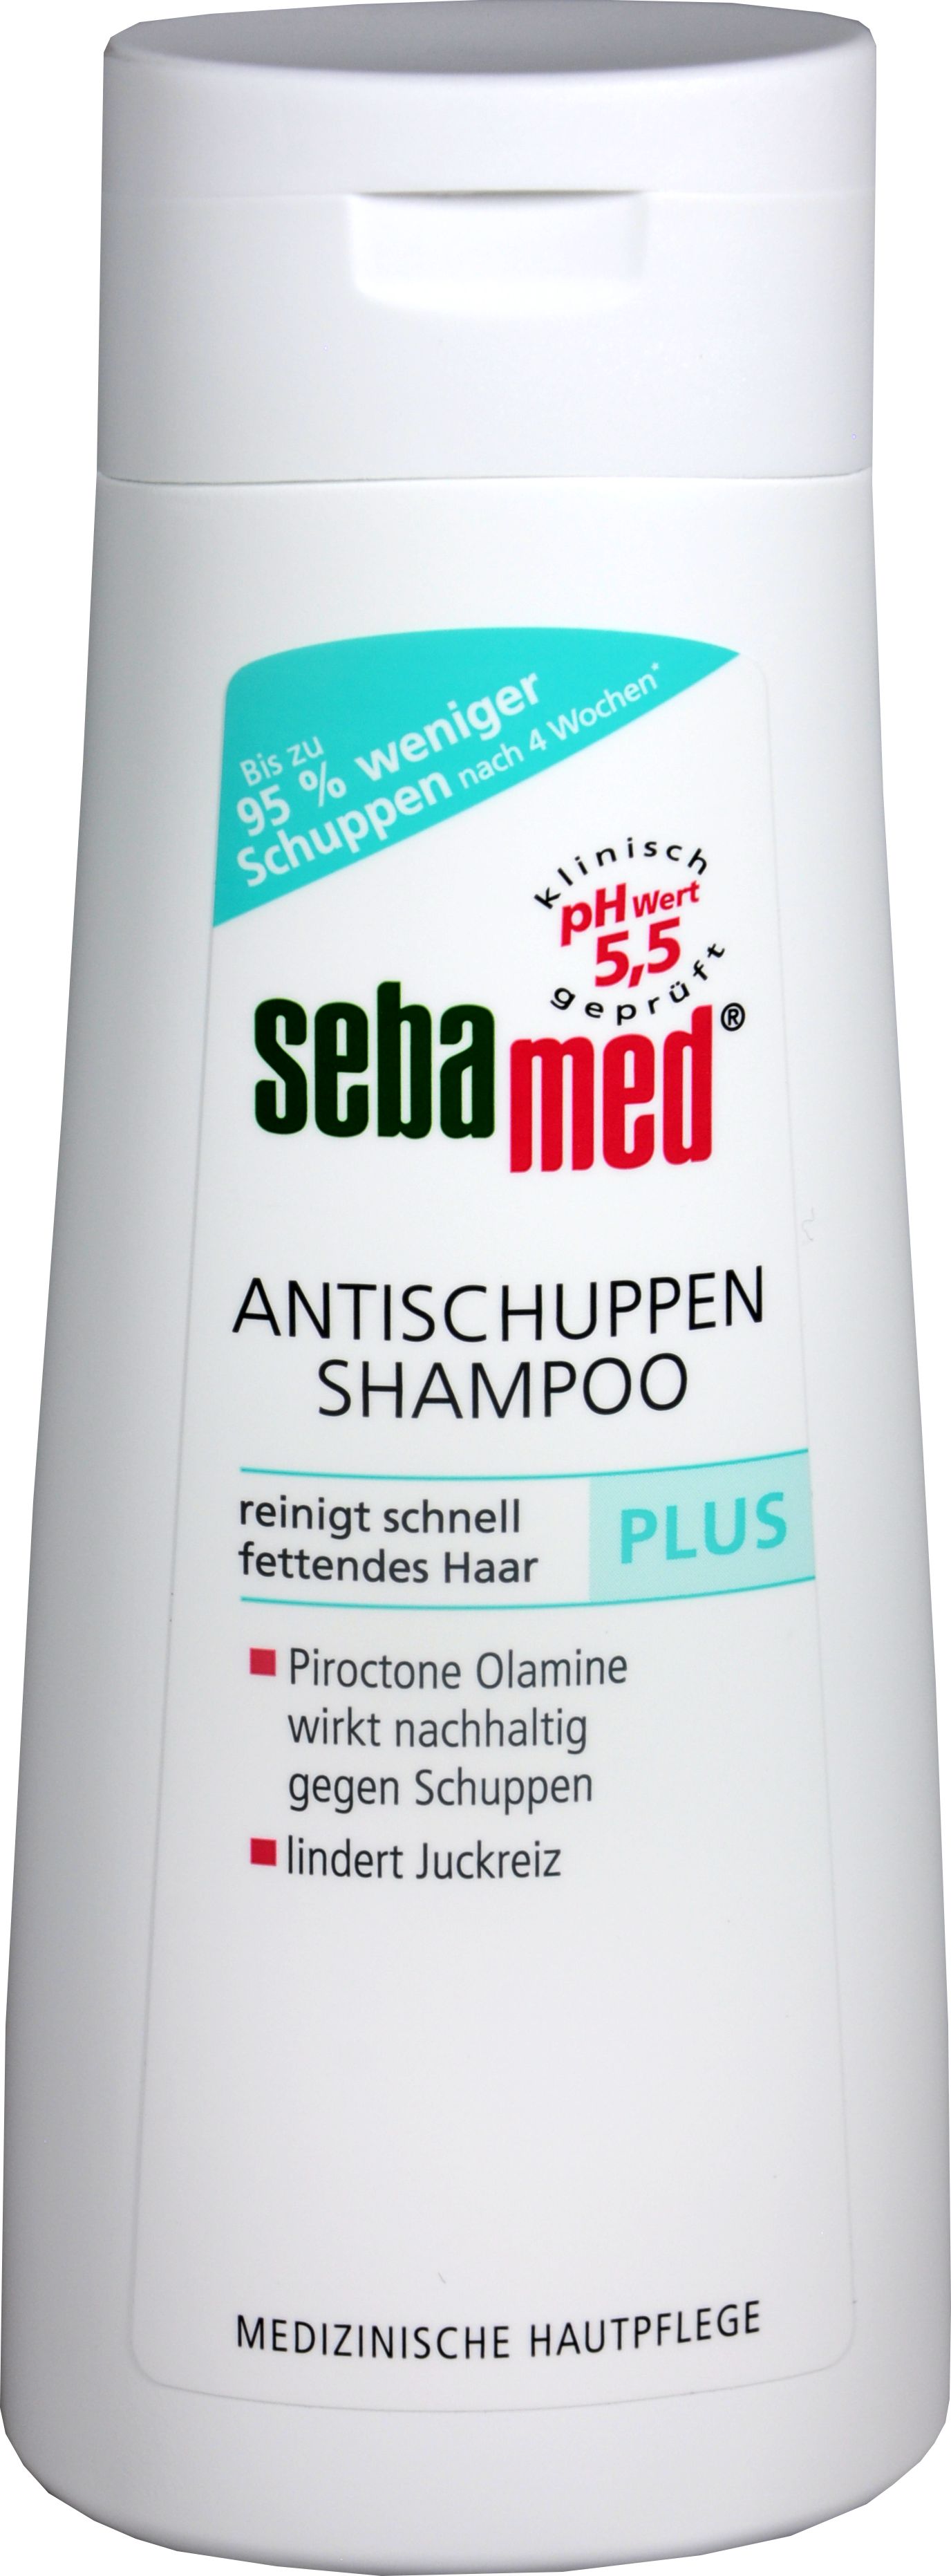 Bis zu
95 % weniger
Schuppen nach 4 Wochen*
klinisch
pH Wert
5,5
geprüft
sebamed®
ANTISCHUPPEN
SHAMPOO
reinigt schnell
fettendes Haar
PLUS
Piroctone Olamine
wirkt nachhaltig
gegen Schuppen
lindert Juckreiz
MEDIZINISCHE HAUTPFLEGE